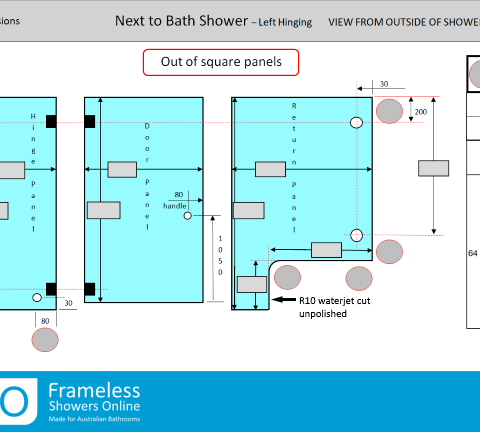 sions
Next to Bath Shower – Left Hinging
VIEW FROM OUTSIDE OF SHOWER
Out of square panels
30
200
Hinge Panel
Door Panel
Return Panel
80
handle
1050
64
30
80
R10 waterjet cut
unpolished
Frameless
Showers Online
Made for Australian Bathrooms